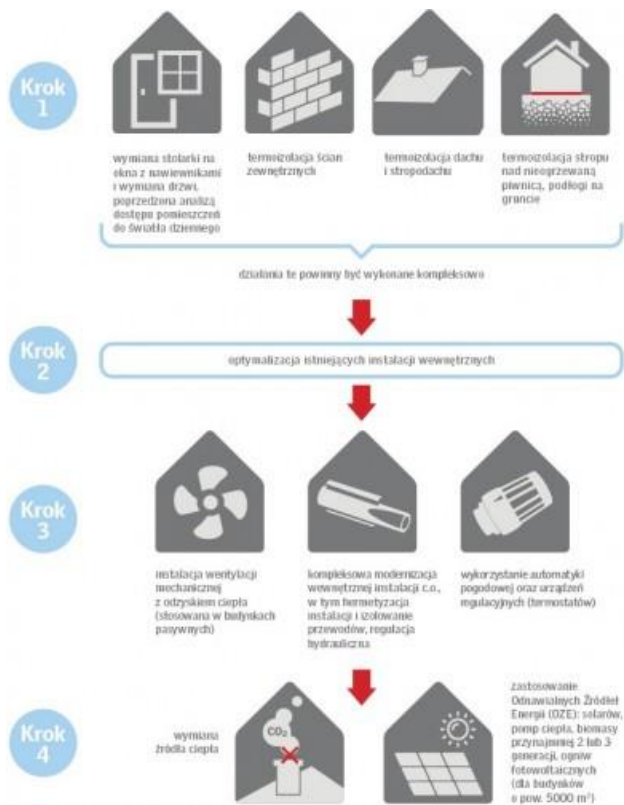 Krok
1
wymiana stolarki na
okna z nawiewnikami
i wymiana drzwi,
poprzedzona analizą
dostępu pomieszczeń
do światła dziennego
termoizolacja ścian
zewnętrznych
termoizolacja dachu
i stropodachu
termoizolacja stropu
nad nieogrzewaną
piwnicą, podłogi na
gruncie
działania te powinny być wykonane kompleksowo
Krok
2
optymalizacja istniejących instalacji wewnętrznych
Krok
3
instalacja wentylacji
mechanicznej
z odzyskiem ciepła
(stosowana w budynkach
pasywnych)
kompleksowa modernizacja
wewnętrznej instalacji c.o.,
w tym hermetyzacja
instalacji i izolowanie
przewodów, regulacja
hydrauliczna
wykorzystanie automatyki
pogodowej oraz urządzeń
regulacyjnych (termostatów)
Krok
4
wymiana
źródła ciepła
CO₂
zastosowanie
Odnawialnych Źródeł
Energii (OZE): solarów,
pomp ciepła, biomasy
przynajmniej 2 lub 3
generacji, ogniw
fotowoltaicznych
(dla budynków
o pow. 5000 m²)